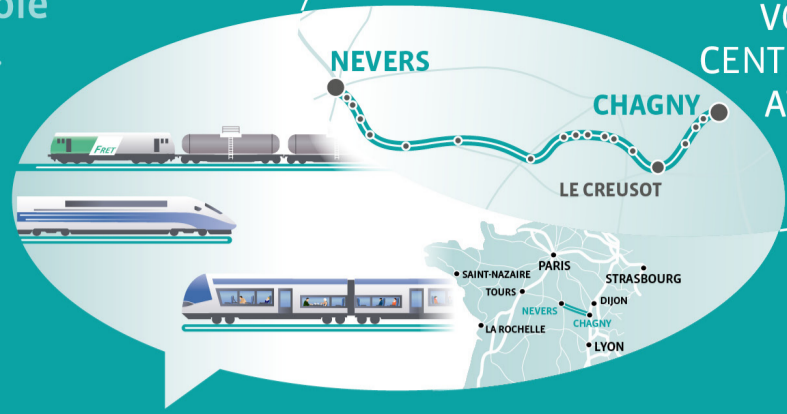 NEVERS
CHAGNY
LE CREUSOT
FRET
SAINT-NAZAIRE
PARIS
STRASBOURG
TOURS
NEVERS
DIJON
CHAGNY
LA ROCHELLE
LYON